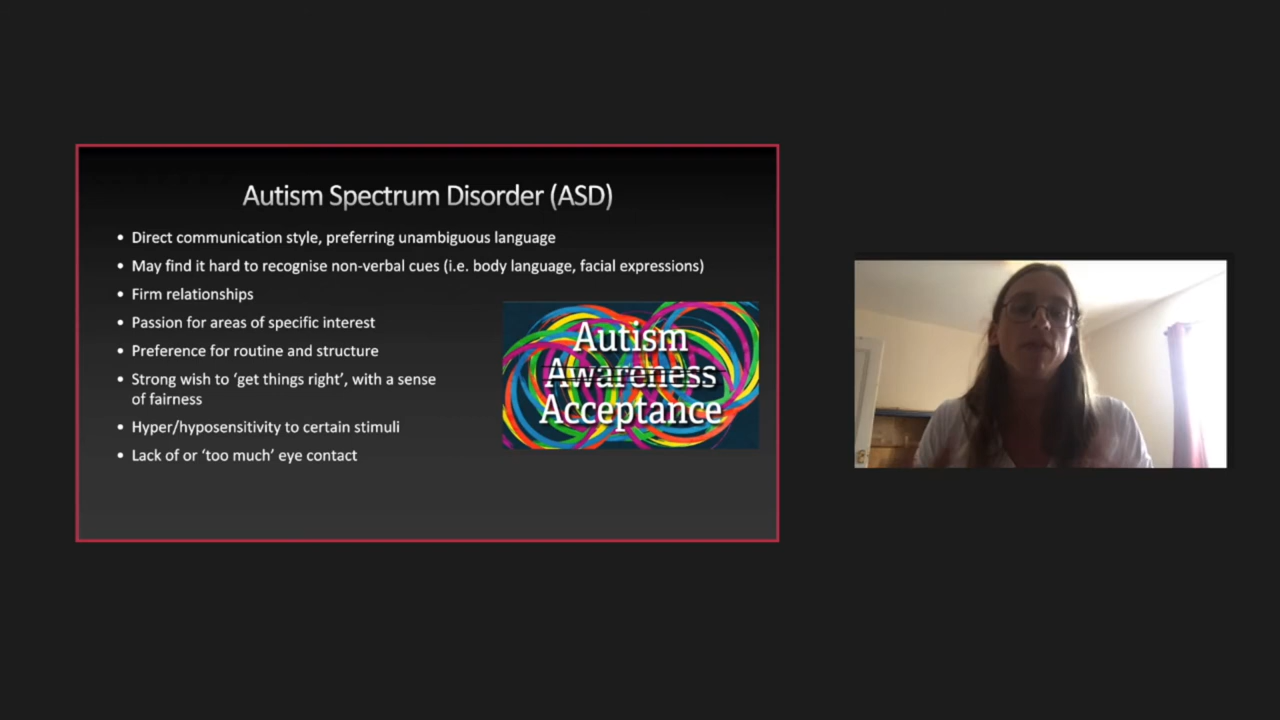 Autism Spectrum Disorder (ASD)
• Direct communication style, preferring unambiguous language
• May find it hard to recognise non-verbal cues (i.e. body language, facial expressions)
• Firm relationships
• Passion for areas of specific interest
• Preference for routine and structure
• Strong wish to ‘get things right’, with a sense
of fairness
• Hyper/hyposensitivity to certain stimuli
• Lack of or ‘too much’ eye contact
Autism
Awareness
Acceptance